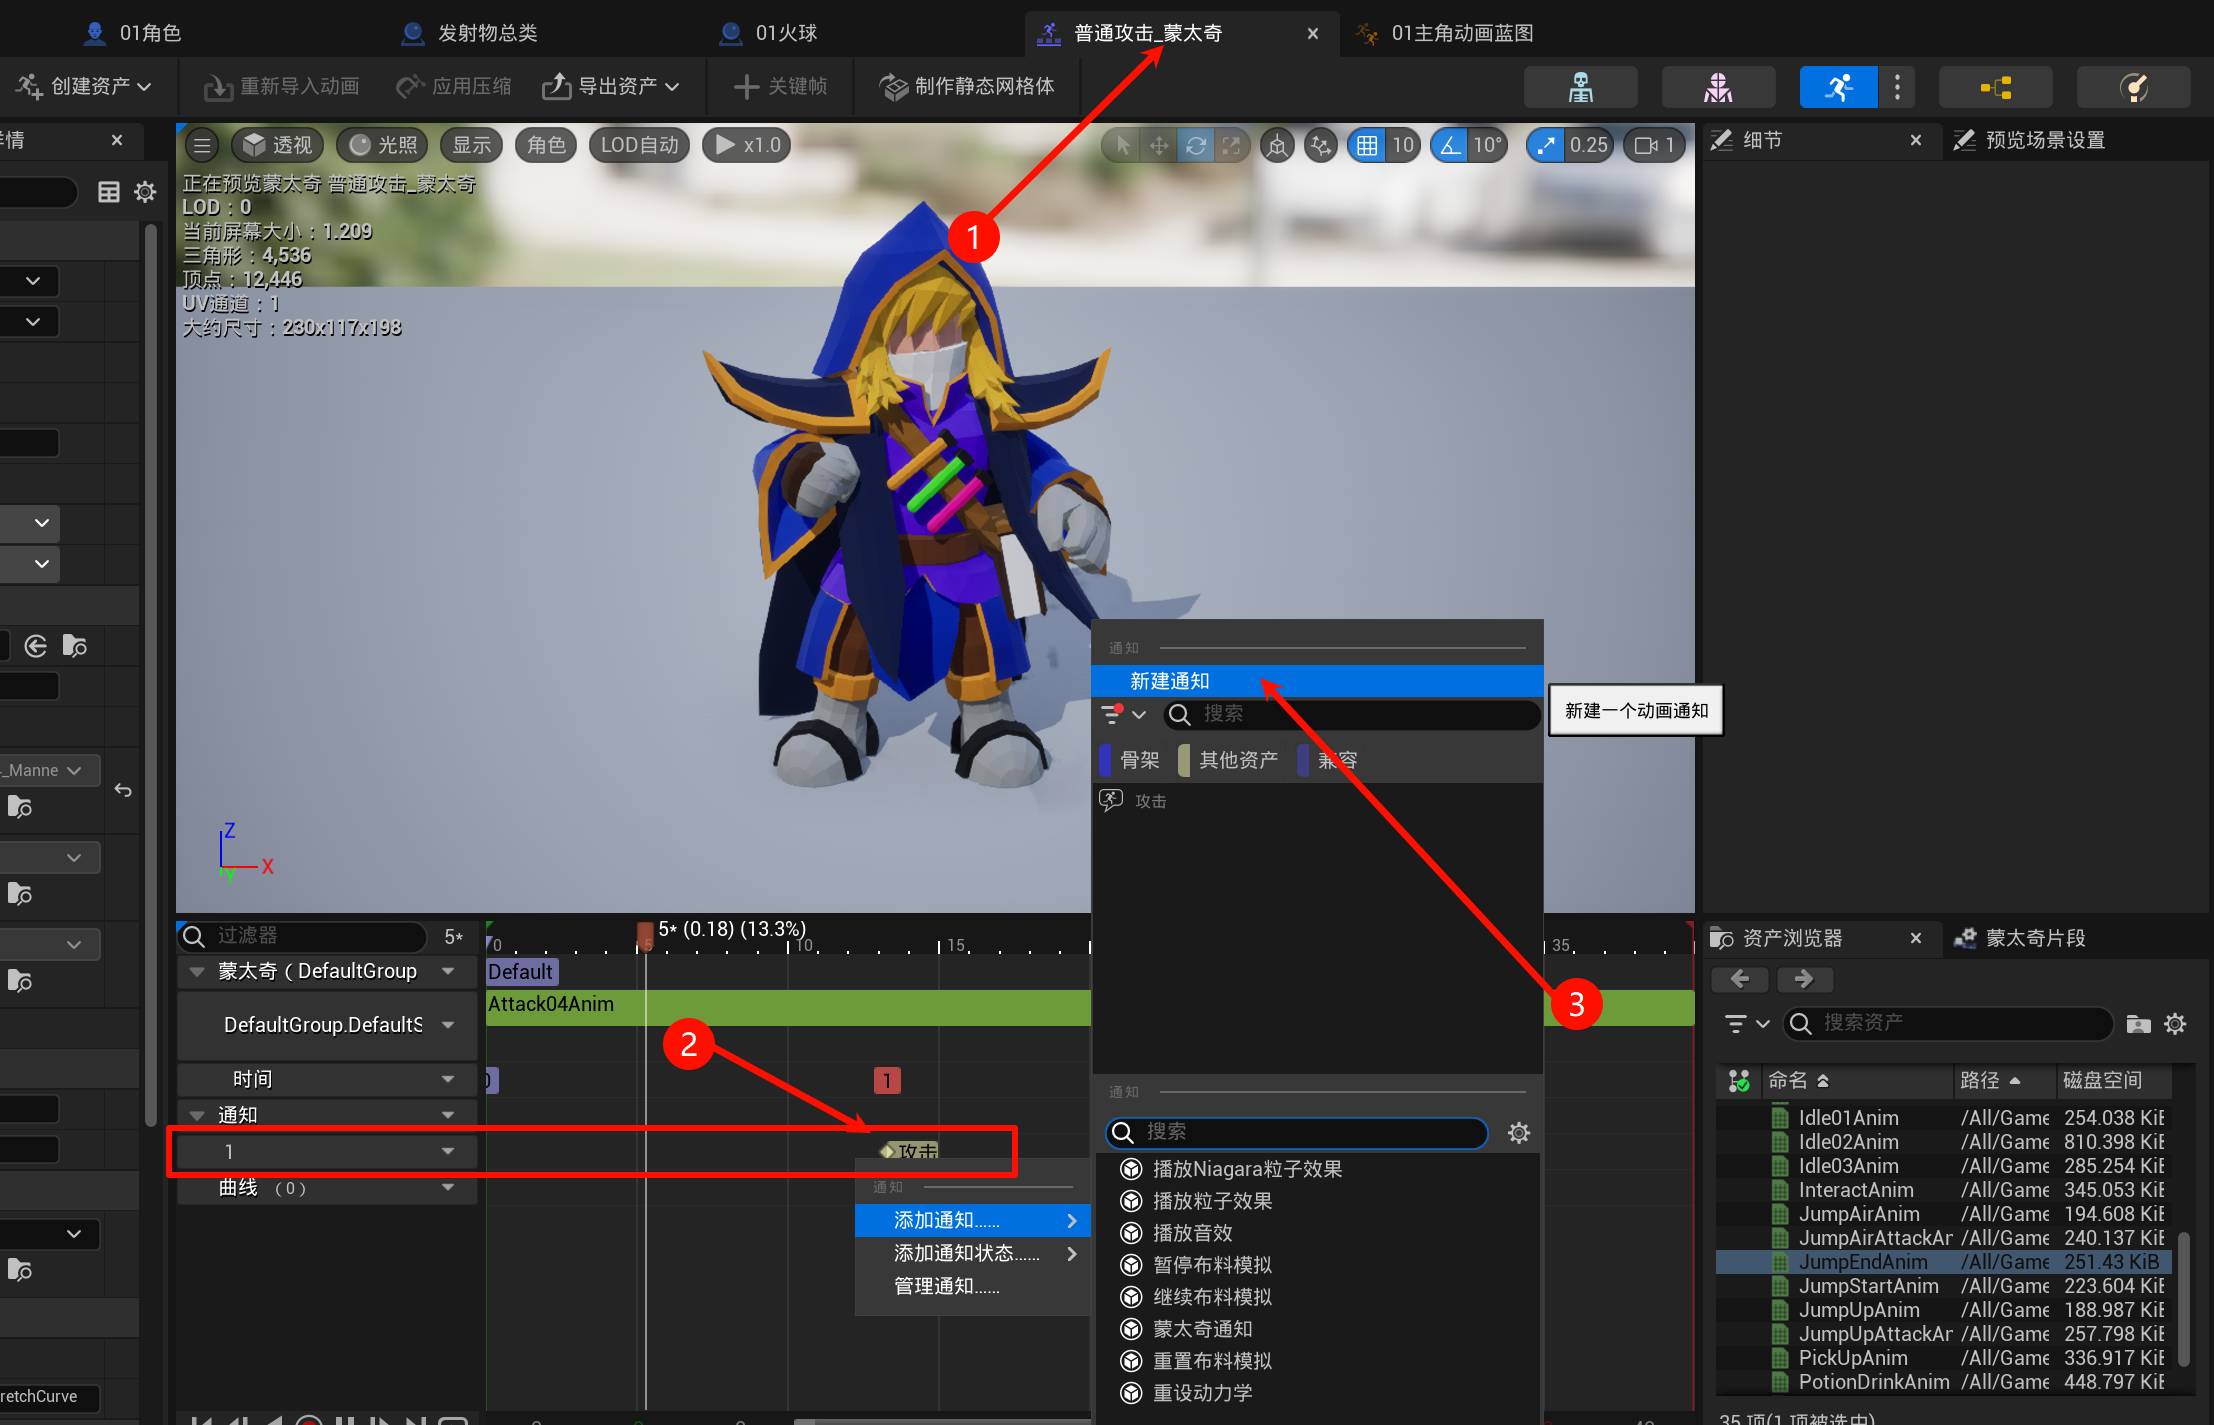 01角色
发射物总类
01火球
普通攻击_蒙太奇
01主角动画蓝图
创建资产
重新导入动画
应用压缩
导出资产
关键帧
制作静态网格体
情
透视
光照
显示
角色
LOD自动
x1.0
10
10°
0.25
1
细节
预览场景设置
正在预览蒙太奇 普通攻击_蒙太奇
LOD：0
当前屏幕大小：1.209
三角形：4,536
顶点：12,446
UV通道：1
大约尺寸：230x117x198
1
_Manne
Z
X
Y
通知
新建通知
搜索
骨架
其他资产
兼容
攻击
新建一个动画通知
过滤器
5*
0
5
5* (0.18) (13.3%)
10
15
35
蒙太奇（DefaultGroup
Default
DefaultGroup.DefaultS
Attack04Anim
2
3
时间
1
通知
1
攻击
曲线 （0）
通知
添加通知......
添加通知状态......
管理通知......
通知
搜索
播放Niagara粒子效果
播放粒子效果
播放音效
暂停布料模拟
继续布料模拟
蒙太奇通知
重置布料模拟
重设动力学
retchCurve
资产浏览器
蒙太奇片段
搜索资产
命名
路径
磁盘空间
Idle01Anim /All/Game 254.038 KiB
Idle02Anim /All/Game 810.398 KiB
Idle03Anim /All/Game 285.254 KiB
InteractAnim /All/Game 345.053 KiB
JumpAirAnim /All/Game 194.608 KiB
JumpAirAttackAr /All/Game 240.137 KiB
JumpEndAnim /All/Game 251.43 KiB
JumpStartAnim /All/Game 223.604 KiB
JumpUpAnim /All/Game 188.987 KiB
JumpUpAttackAr /All/Game 257.798 KiB
PickUpAnim /All/Game 336.917 KiB
PotionDrinkAnim /All/Game 448.797 KiB
35 项(1 项被选中)